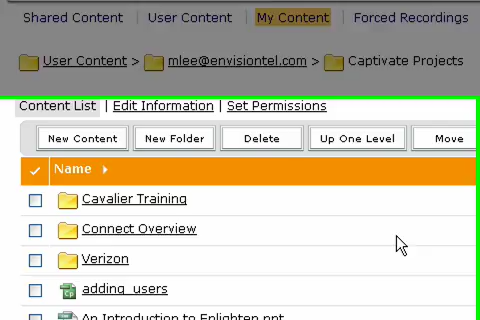 Shared Content | User Content | My Content | Forced Recordings
User Content > mlee@envisiontel.com > Captivate Projects
Content List | Edit Information | Set Permissions
New Content New Folder Delete Up One Level Move
Name
Cavalier Training
Connect Overview
Verizon
adding_users
An Introduction to Enlighten.ppt